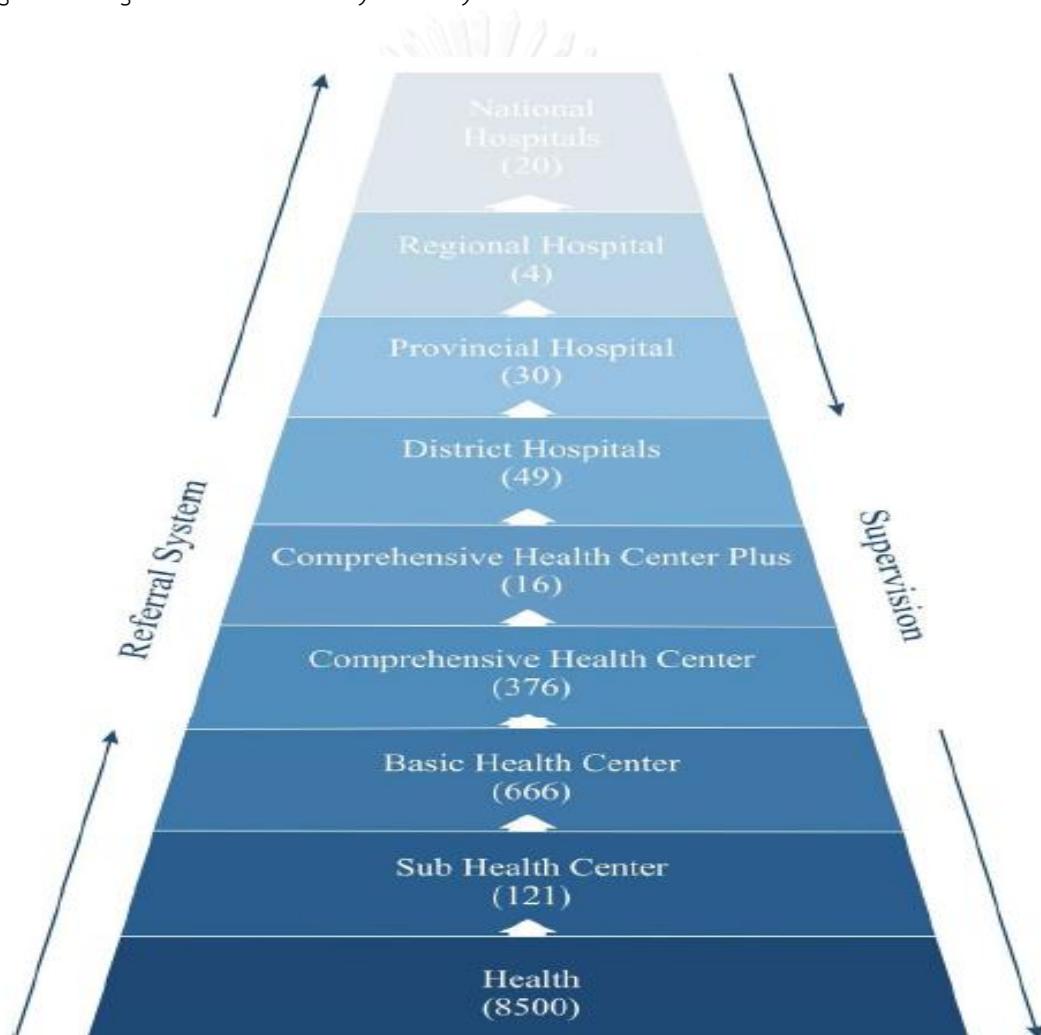 National
Hospitals
(20)
Regional Hospital
(4)
Provincial Hospital
(30)
District Hospitals
(49)
Comprehensive Health Center Plus
(16)
Comprehensive Health Center
(376)
Basic Health Center
(666)
Sub Health Center
(121)
Health
(8500)
Referral System
Supervision